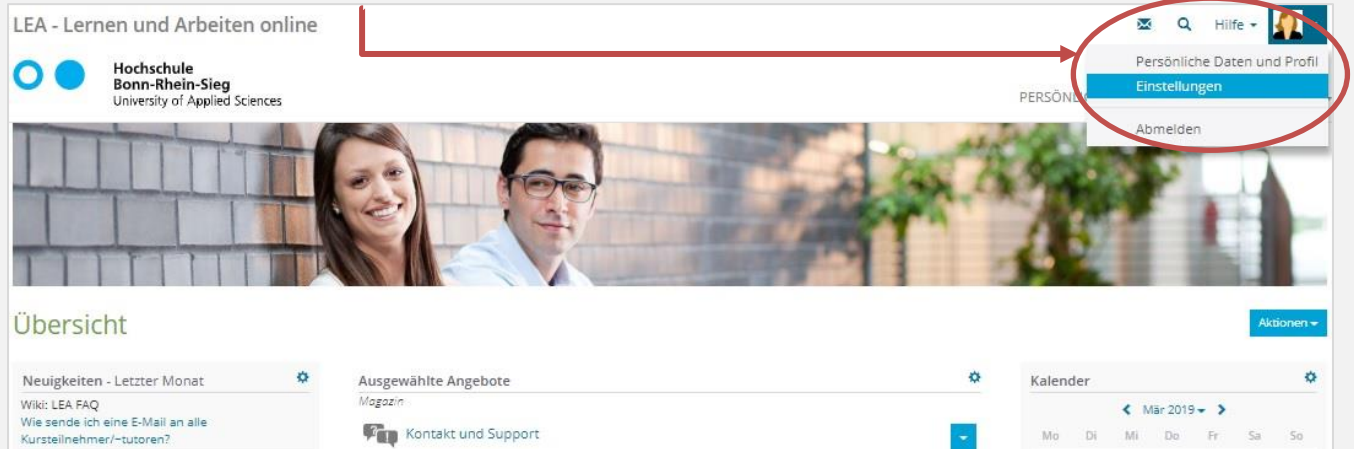 LEA - Lernen und Arbeiten online
Hilfe
Hochschule
Bonn-Rhein-Sieg
University of Applied Sciences
Persönliche Daten und Profil
Einstellungen
Abmelden
Übersicht
Aktionen
Neuigkeiten - Letzter Monat
Wiki: LEA FAQ
Wie sende ich eine E-Mail an alle
Kursteilnehmer/-tutoren?
Ausgewählte Angebote
Magazin
Kontakt und Support
Kalender
Mär 2019
Mo Di Mi Do Fr Sa So